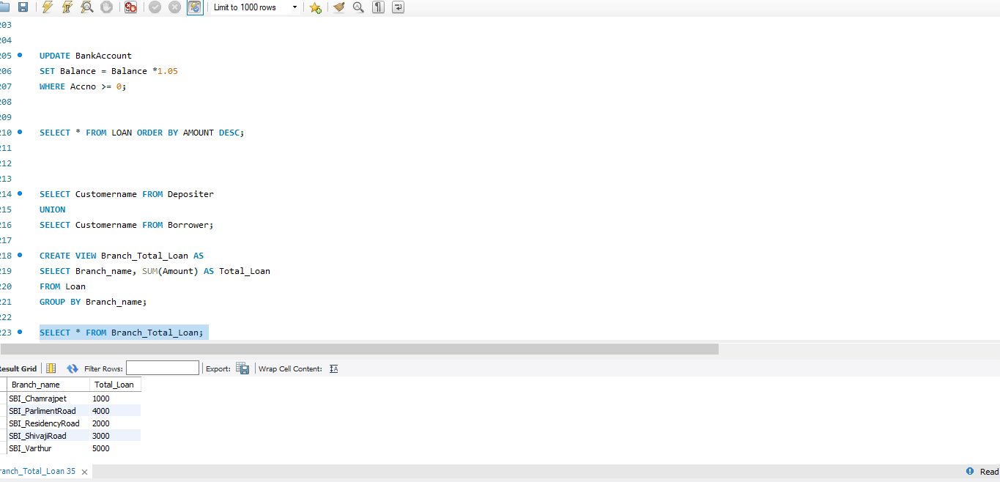 Limit to 1000 rows
203
204
205 UPDATE BankAccount
206 SET Balance = Balance *1.05
207 WHERE Accno >= 0;
208
209
210 SELECT * FROM LOAN ORDER BY AMOUNT DESC;
211
212
213
214 SELECT Customername FROM Depositer
215 UNION
216 SELECT Customername FROM Borrower;
217
218 CREATE VIEW Branch_Total_Loan AS
219 SELECT Branch_name, SUM(Amount) AS Total_Loan
220 FROM Loan
221 GROUP BY Branch_name;
222
223 SELECT * FROM Branch_Total_Loan;
Result Grid Filter Rows: Export: Wrap Cell Content:
Branch_name Total_Loan
SBI_Chamrajpet 1000
SBI_ParlimentRoad 4000
SBI_ResidencyRoad 2000
SBI_ShivajiRoad 3000
SBI_Varthur 5000
ranch_Total_Loan 35 Read